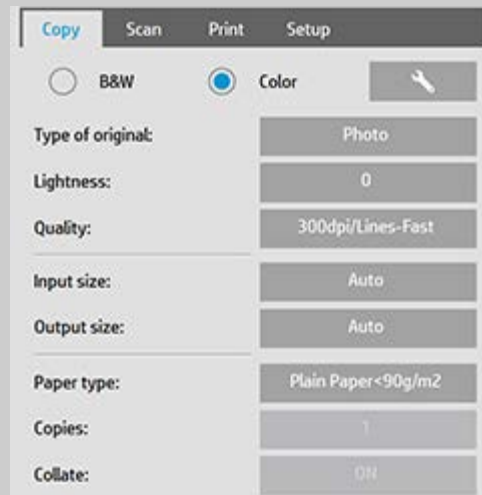 Copy Scan Print Setup
B&W Color
Type of original: Photo
Lightness: 0
Quality: 300dpi/Lines-Fast
Input size: Auto
Output size: Auto
Paper type: Plain Paper<90g/m2
Copies: 1
Collate: ON